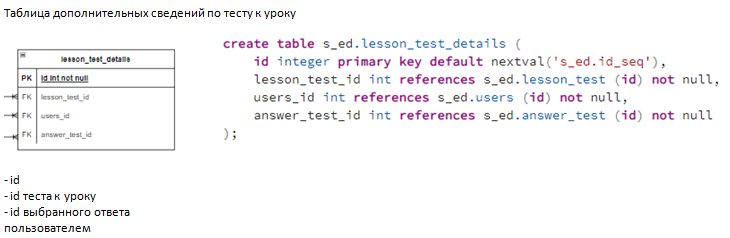 Таблица дополнительных сведений по тесту к уроку
lesson_test_details
PK id int not null
FK lesson_test_id
FK users_id
FK answer_test_id
create table s_ed.lesson_test_details (
id integer primary key default nextval('s_ed.id_seq'),
lesson_test_id int references s_ed.lesson_test (id) not null,
users_id int references s_ed.users (id) not null,
answer_test_id int references s_ed.answer_test (id) not null
);
- id
- id теста к уроку
- id выбранного ответа
пользователем